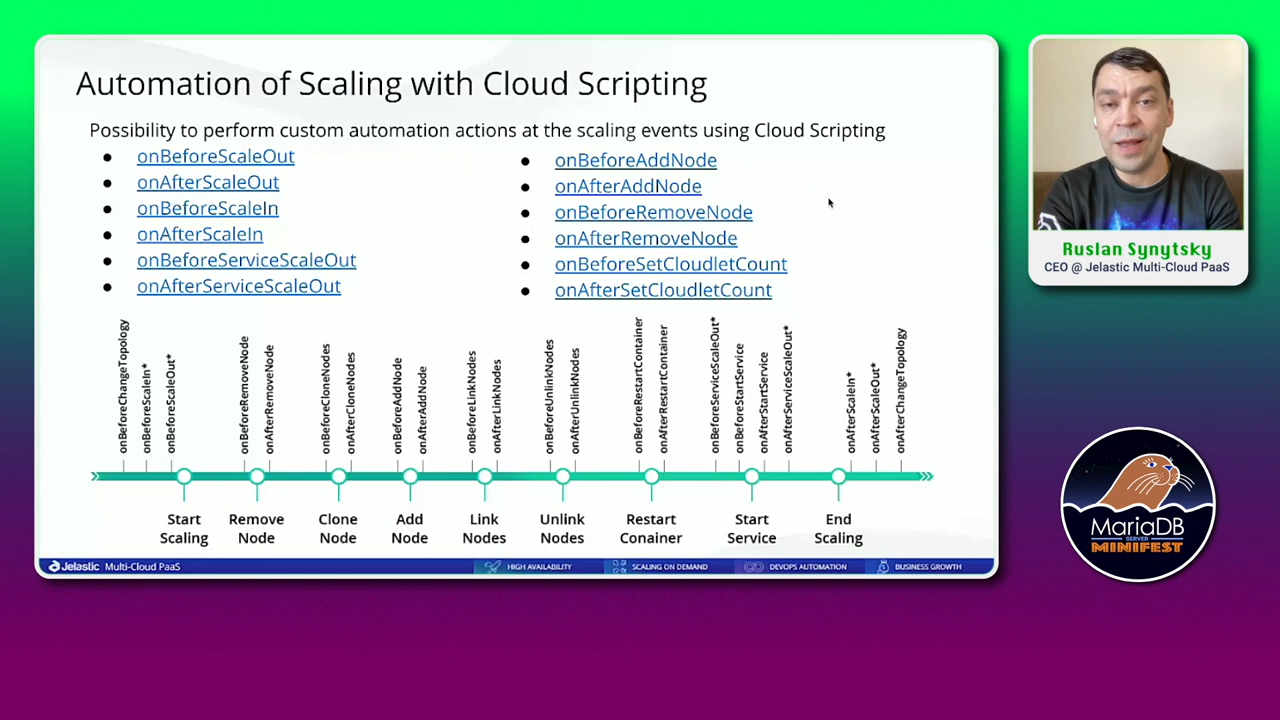 Automation of Scaling with Cloud Scripting
Possibility to perform custom automation actions at the scaling events using Cloud Scripting
onBeforeScaleOut
onAfterScaleOut
onBeforeScaleIn
onAfterScaleIn
onBeforeServiceScaleOut
onAfterServiceScaleOut
onBeforeAddNode
onAfterAddNode
onBeforeRemoveNode
onAfterRemoveNode
onBeforeSetCloudletCount
onAfterSetCloudletCount
onBeforeChangeTopology
onBeforeScaleIn*
onBeforeScaleOut*
onBeforeRemoveNode
onAfterRemoveNode
onBeforeCloneNodes
onAfterCloneNodes
onBeforeAddNode
onAfterAddNode
onBeforeLinkNodes
onAfterLinkNodes
onBeforeUnlinkNodes
onAfterUnlinkNodes
onBeforeRestartContainer
onAfterRestartContainer
onBeforeServiceScaleOut*
onBeforeStartService
onAfterStartService
onAfterServiceScaleOut*
onAfterScaleIn*
onAfterScaleOut*
onAfterChangeTopology
Start
Scaling
Remove
Node
Clone
Node
Add
Node
Link
Nodes
Unlink
Nodes
Restart
Conainer
Start
Service
End
Scaling
Jelastic Multi-Cloud PaaS
HIGH AVAILABILITY
SCALING ON DEMAND
DEVOPS AUTOMATION
BUSINESS GROWTH
Ruslan Synytsky
CEO @ Jelastic Multi-Cloud PaaS
MariaDB
SERVER
MINIFEST